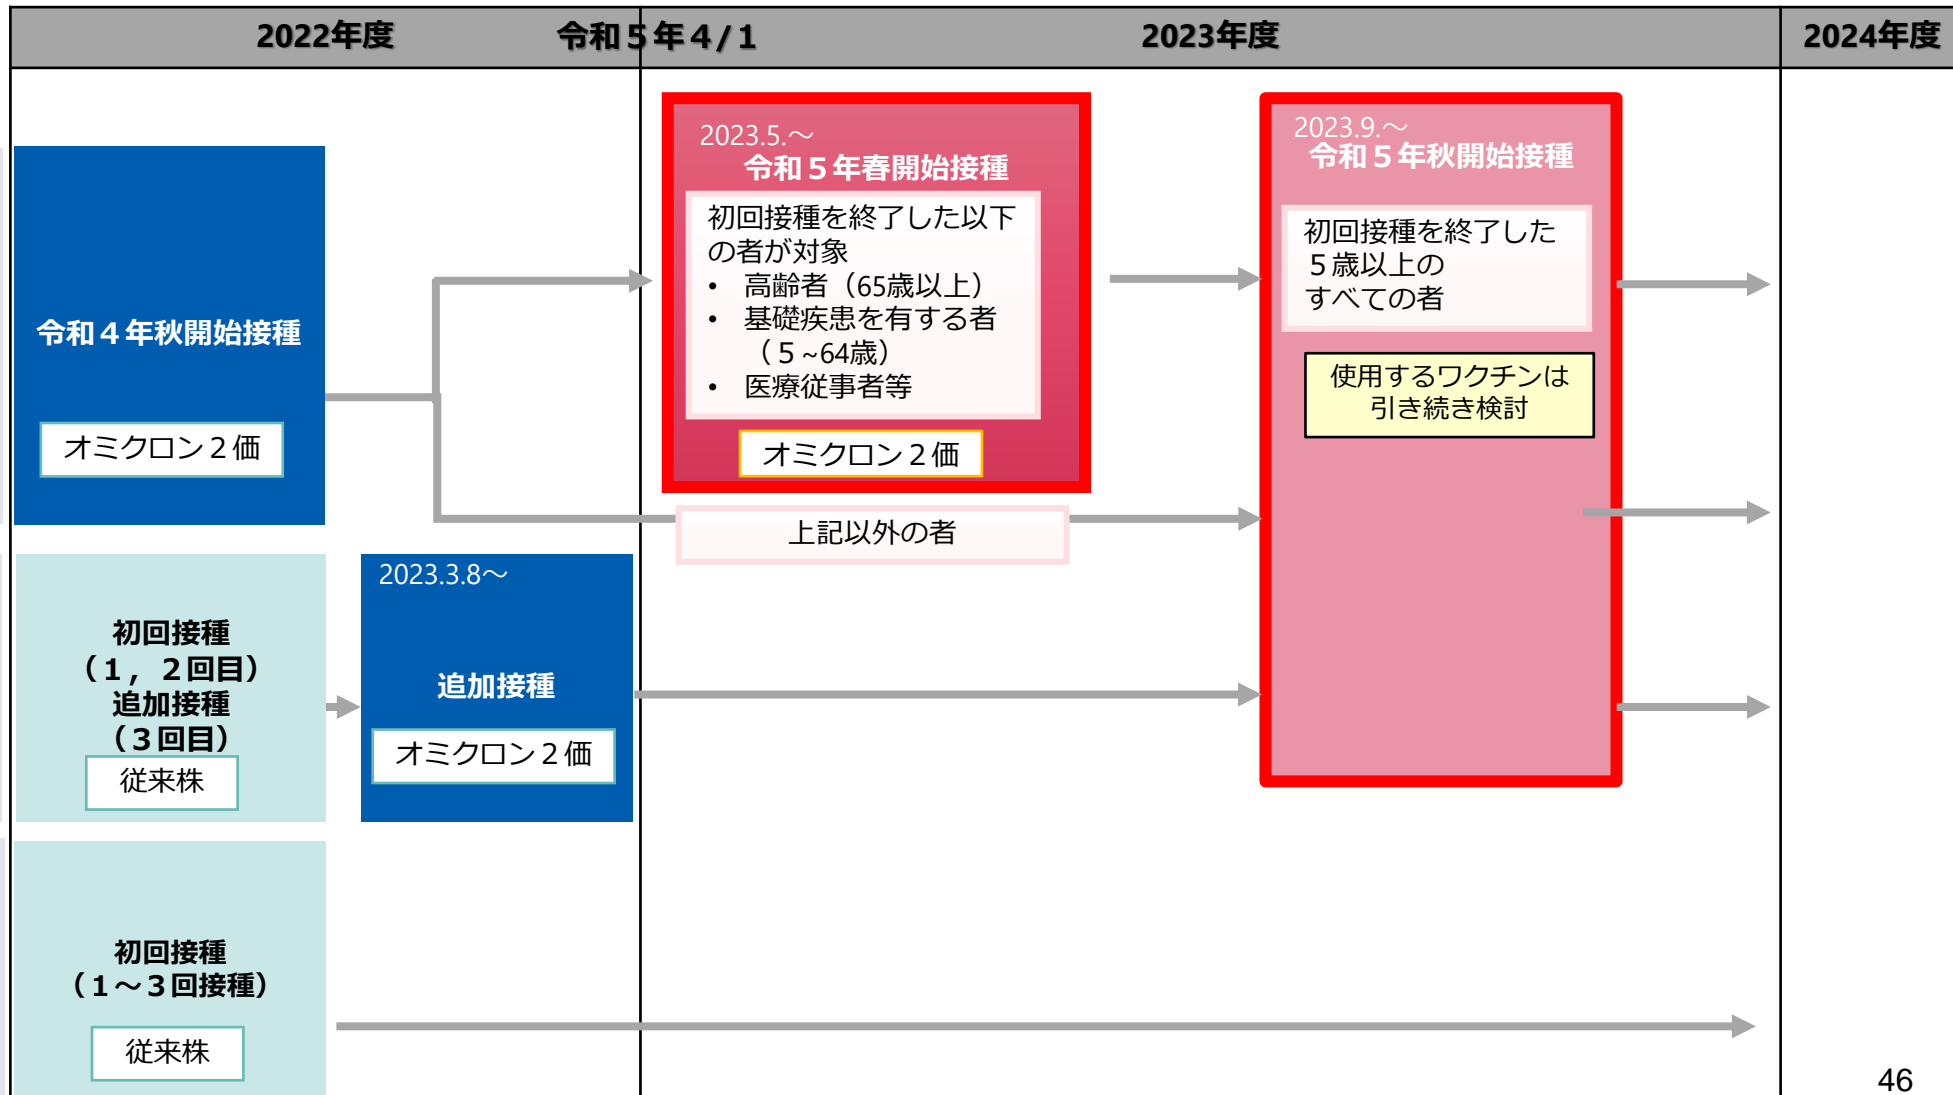 2022年度
令和５年４/１
2023年度
2024年度
令和４年秋開始接種
オミクロン２価
2023.5.～
令和５年春開始接種
初回接種を終了した以下
の者が対象
• 高齢者（65歳以上）
• 基礎疾患を有する者
（５~64歳）
• 医療従事者等
オミクロン２価
上記以外の者
2023.9.～
令和５年秋開始接種
初回接種を終了した
５歳以上の
すべての者
使用するワクチンは
引き続き検討
初回接種
（１，２回目）
追加接種
（３回目）
従来株
2023.3.8～
追加接種
オミクロン２価
初回接種
（１～３回接種）
従来株
46